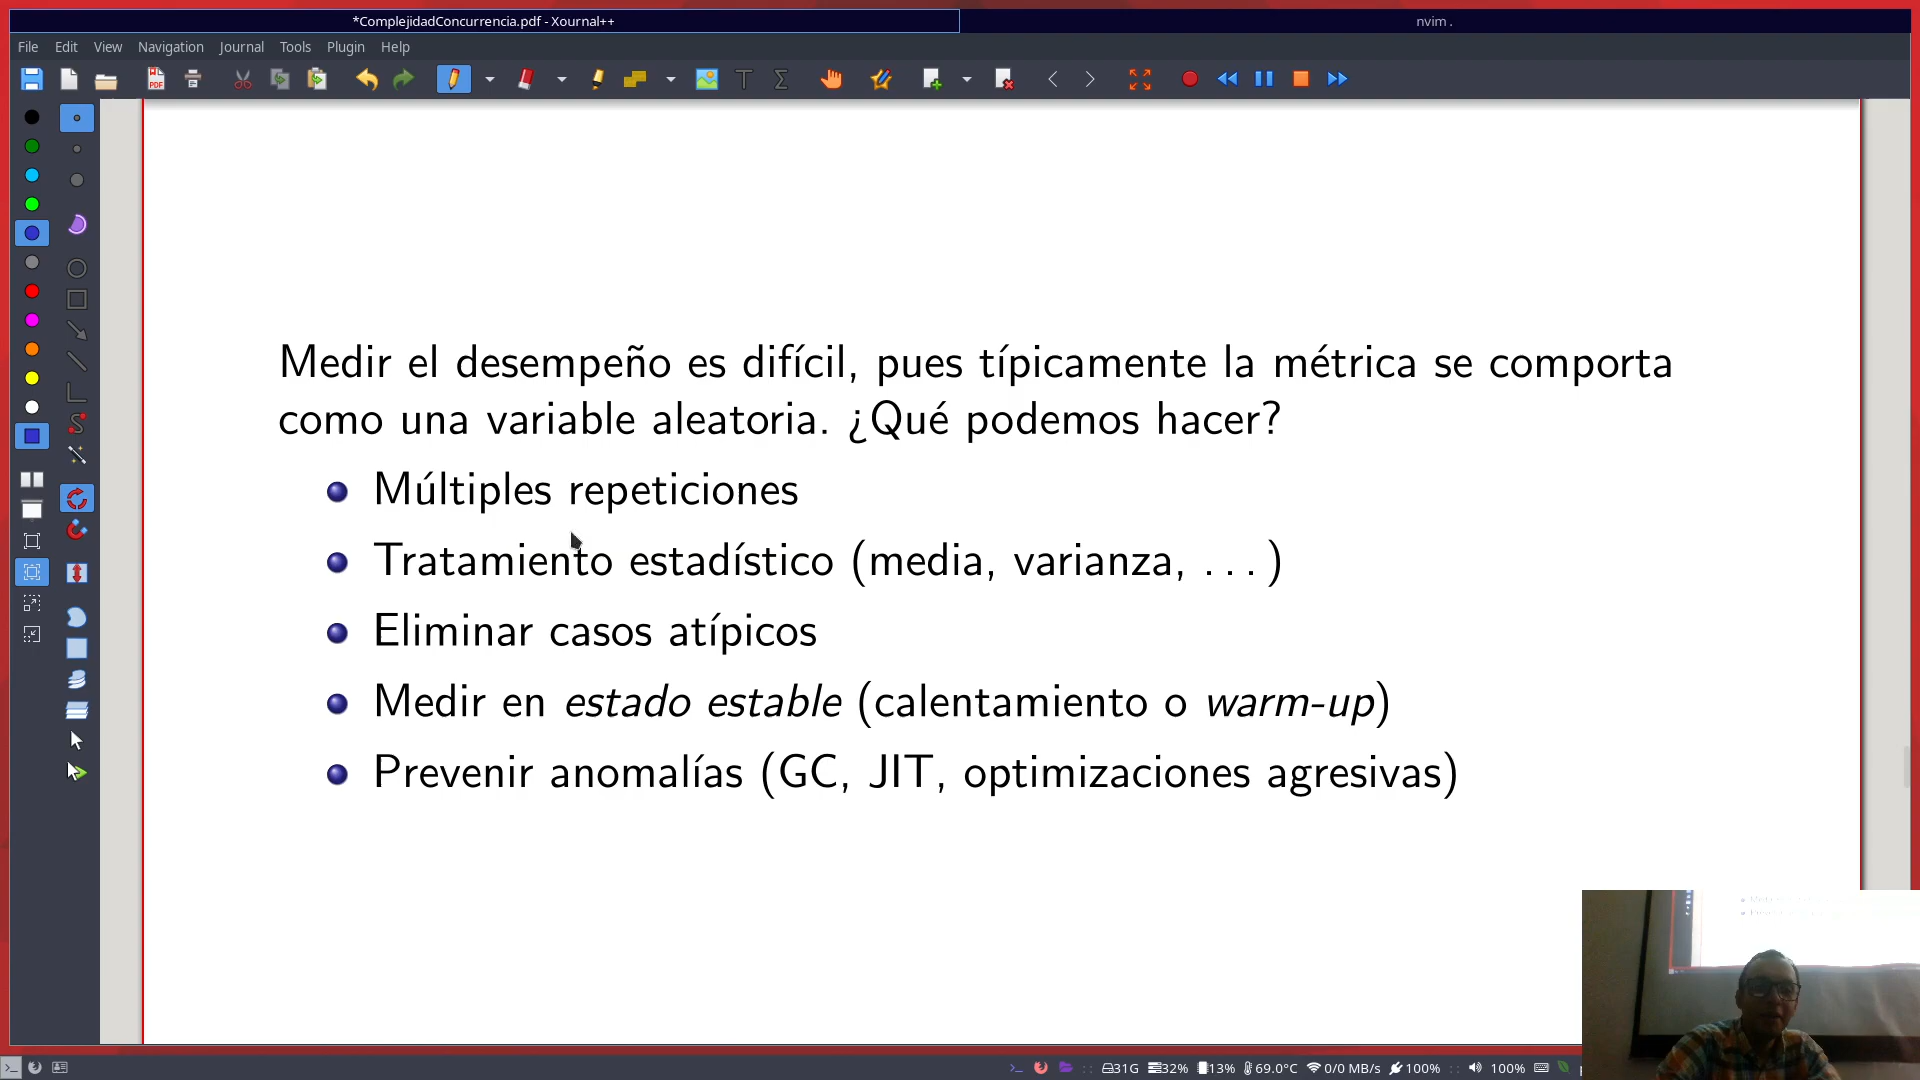 *ComplejidadConcurrencia.pdf - Xournal++
nvim .
File Edit View Navigation Journal Tools Plugin Help
Medir el desempeño es difícil, pues típicamente la métrica se comporta
como una variable aleatoria. ¿Qué podemos hacer?
Múltiples repeticiones
Tratamiento estadístico (media, varianza, ...)
Eliminar casos atípicos
Medir en estado estable (calentamiento o warm-up)
Prevenir anomalías (GC, JIT, optimizaciones agresivas)
31G 32% 13% 69.0°C 0/0 MB/s 100% 100%